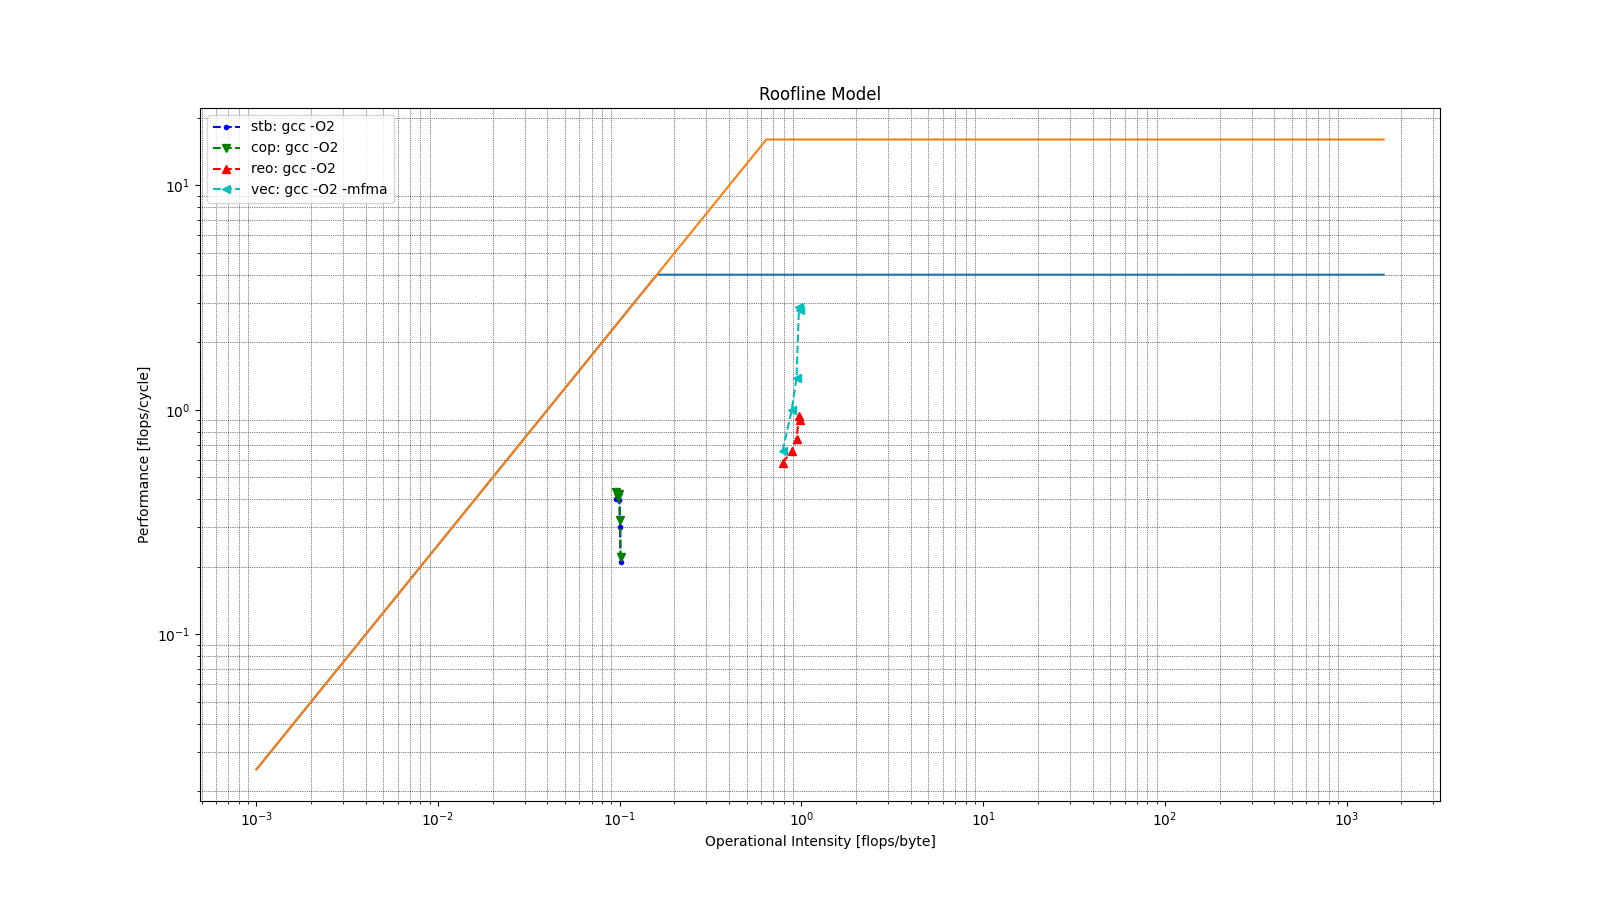 Roofline Model
stb: gcc -O2
cop: gcc -O2
reo: gcc -O2
vec: gcc -O2 -mfma
10¹
10⁰
10⁻¹
Performance [flops/cycle]
10⁻³ 10⁻² 10⁻¹ 10⁰ 10¹ 10² 10³
Operational Intensity [flops/byte]